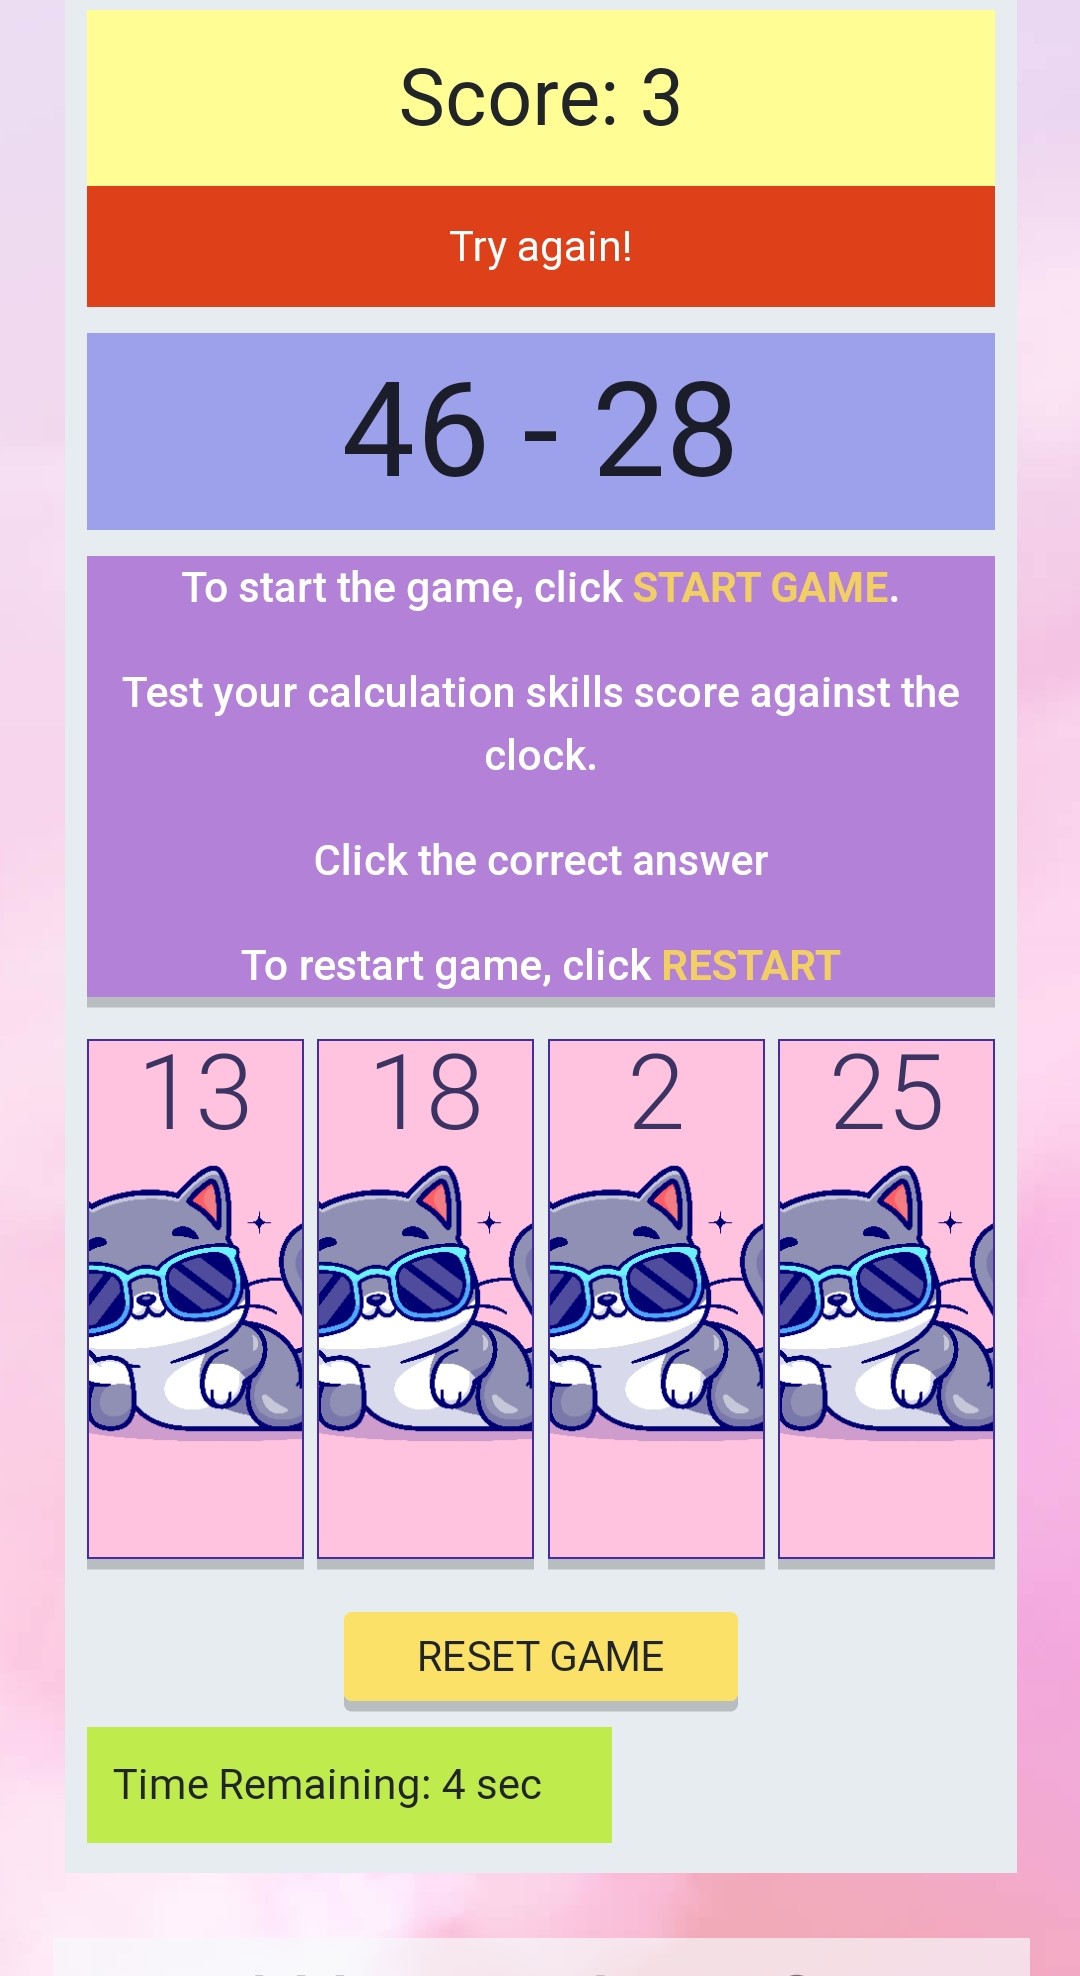 Score: 3
Try again!
46 - 28
To start the game, click START GAME.
Test your calculation skills score against the
clock.
Click the correct answer
To restart game, click RESTART
13
18
2
25
RESET GAME
Time Remaining: 4 sec